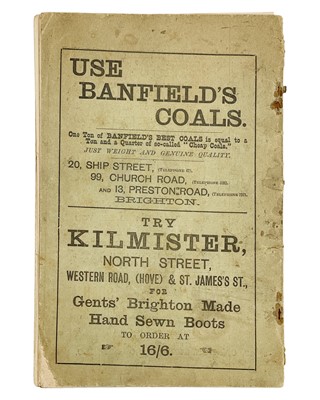 USE
BANFIELD'S
COALS.
One Ton of BANFIELD'S BEST COALS is equal to a
Ton and a Quarter of so-called "Cheap Coals."
JUST WEIGHT AND GENUINE QUALITY.
20, SHIP STREET,
99, CHURCH ROAD,
AND 13, PRESTON ROAD,
BRIGHTON.
TRY
KILMISTER,
NORTH STREET,
WESTERN ROAD, (HOVE) & ST. JAMES'S ST.,
FOR
Gents' Brighton Made
Hand Sewn Boots
TO ORDER AT
16/6.